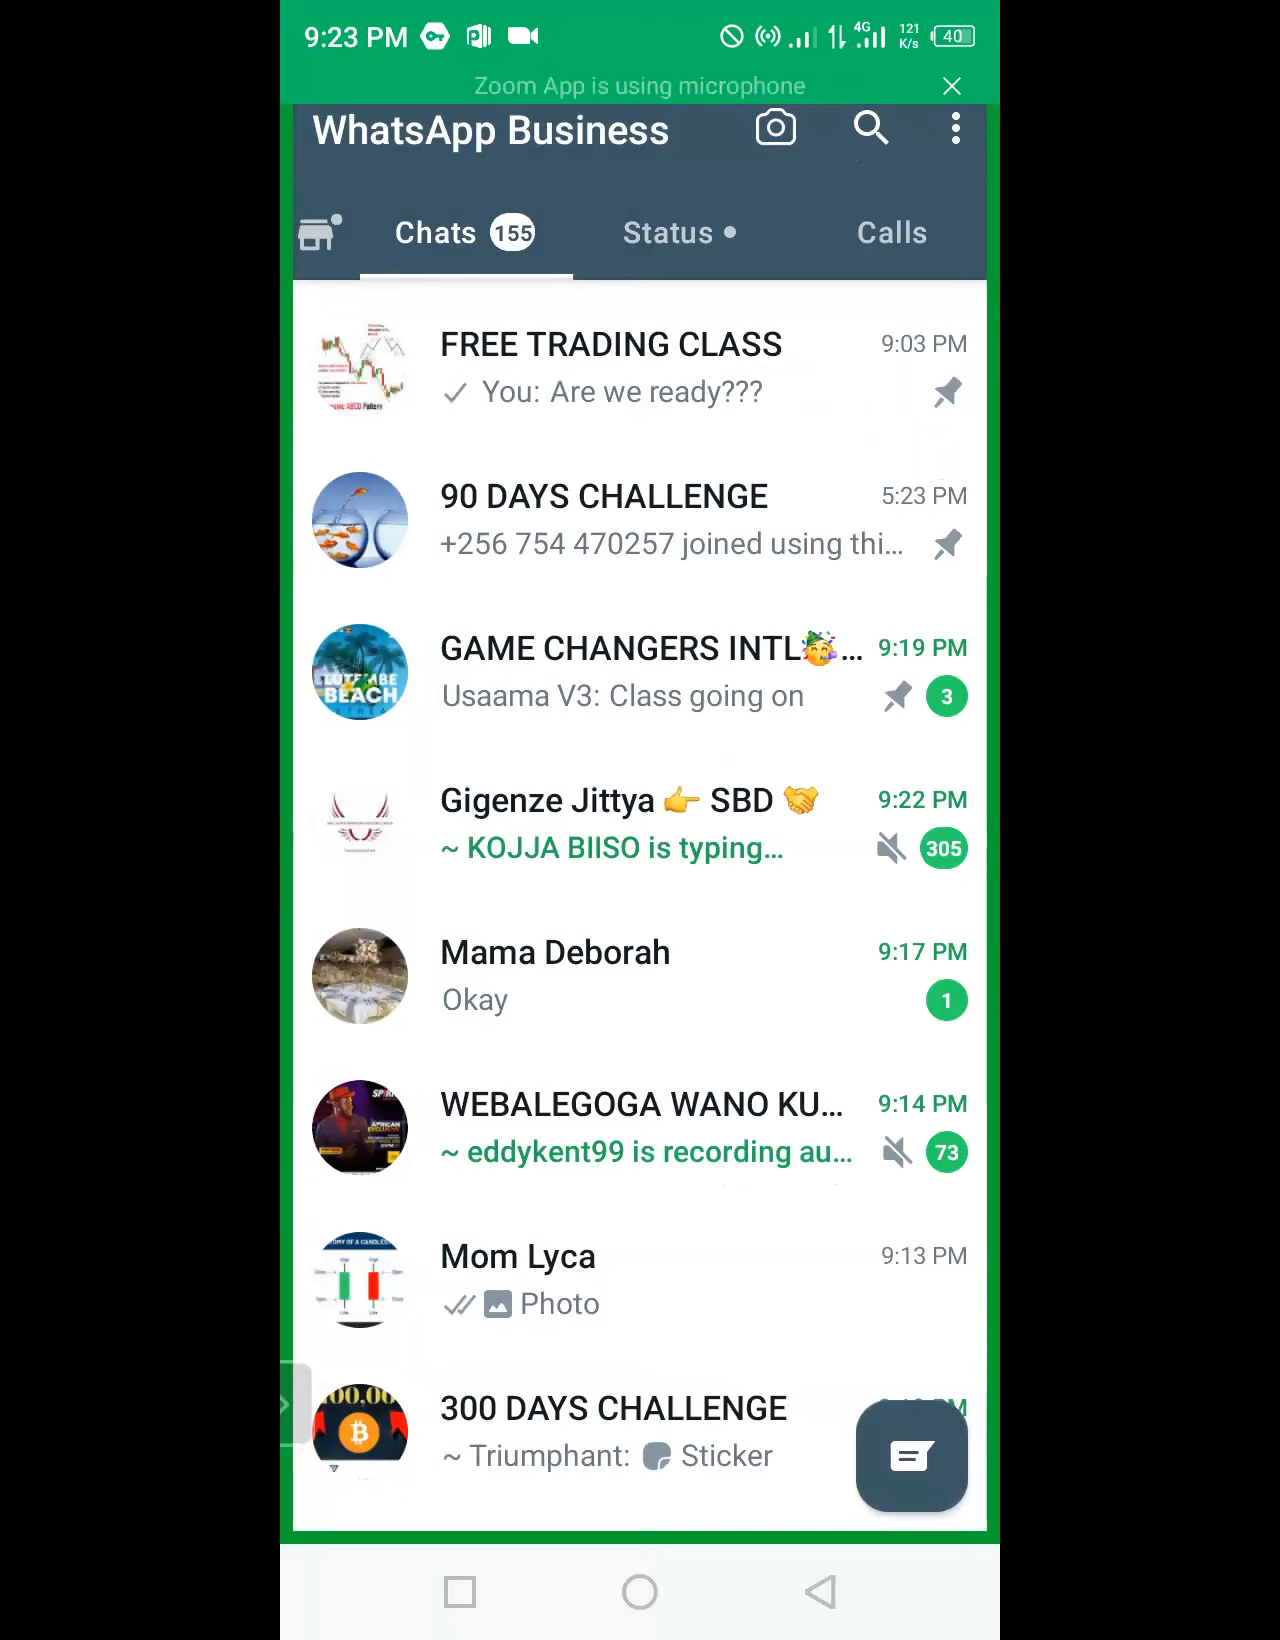 9:23 PM
4G 121 K/s 40
Zoom App is using microphone
WhatsApp Business
Chats 155 Status Calls
FREE TRADING CLASS 9:03 PM
You: Are we ready???
ABCD Pattern
90 DAYS CHALLENGE 5:23 PM
+256 754 470257 joined using thi...
GAME CHANGERS INTL🥳... 9:19 PM
Usaama V3: Class going on 3
BEACH
Gigenze Jittya 👉 SBD 🤝 9:22 PM
~ KOJJA BIISO is typing... 305
Mama Deborah 9:17 PM
Okay 1
WEBALEGOGA WANO KU... 9:14 PM
~ eddykent99 is recording au... 73
AFRICAN
Mom Lyca 9:13 PM
Photo
300 DAYS CHALLENGE
~ Triumphant: Sticker